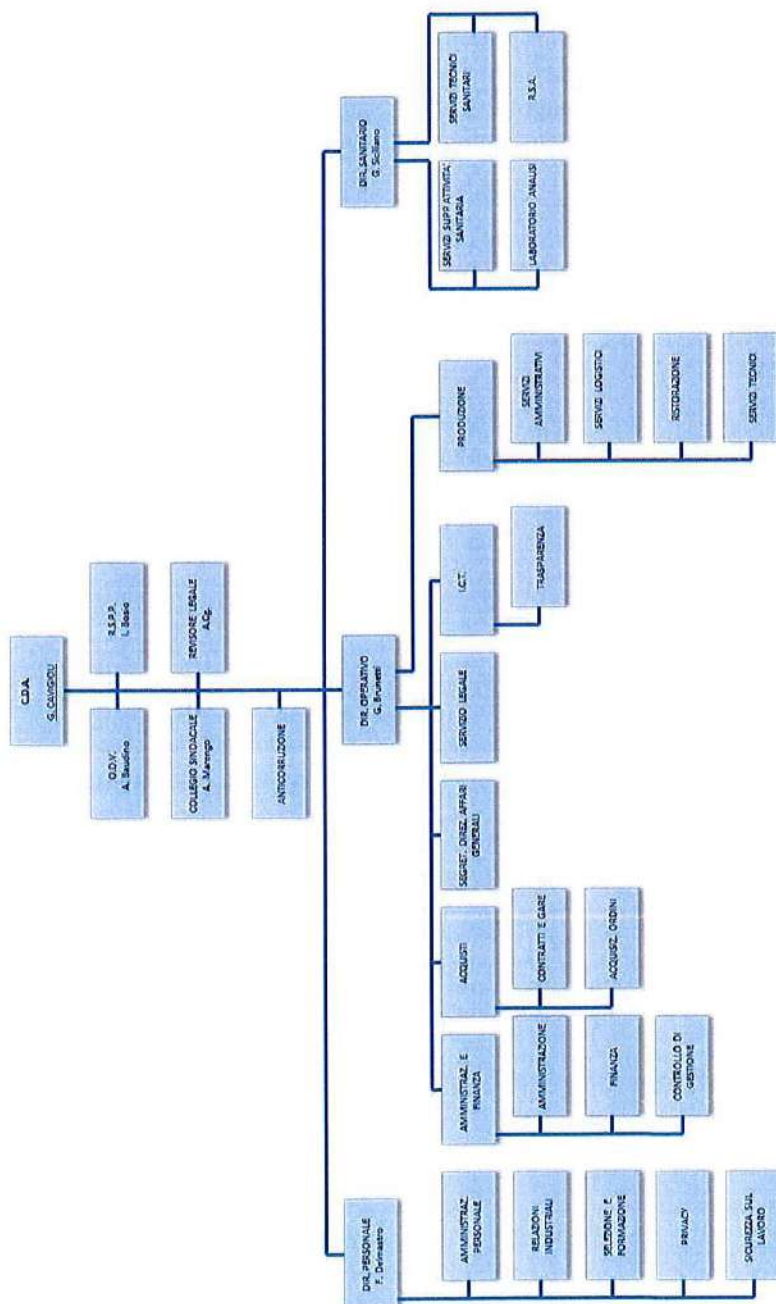 C.D.A.
G. CAVIGIOLI
O.D.V.
A. Baudino
R.S.P.P.
I. Bosio
COLLEGIO SINDACALE
A. Marengo
REVISORE LEGALE
ANTICORRUZIONE
DIR. PERSONALE
F. Delmastro
DIR. OPERATIVO
G. Brunetti
DIR. SANITARIO
G. Siciliano
AMMINISTRAZ.
PERSONALE
RELAZIONI
INDUSTRIALI
SELEZIONE E
FORMAZIONE
PRIVACY
SICUREZZA SUL
LAVORO
AMMINISTRAZ. E
FINANZA
AMMINISTRAZIONE
FINANZA
CONTROLLO DI
GESTIONE
ACQUISTI
CONTRATTI E GARE
ACQUISIZ. ORDINI
SEGRET. DIREZ. AFFARI
GENERALI
SERVIZIO LEGALE
I.C.T.
TRASPARENZA
PRODUZIONE
SERVIZI
AMMINISTRATIVI
SERVIZI LOGISTICI
RISTORAZIONE
SERVIZI TECNICI
SERVIZI SUPP ATTIVITA'
SANITARIA
LABORATORIO ANALISI
SERVIZI TECNICI
SANITARI
R.S.A.